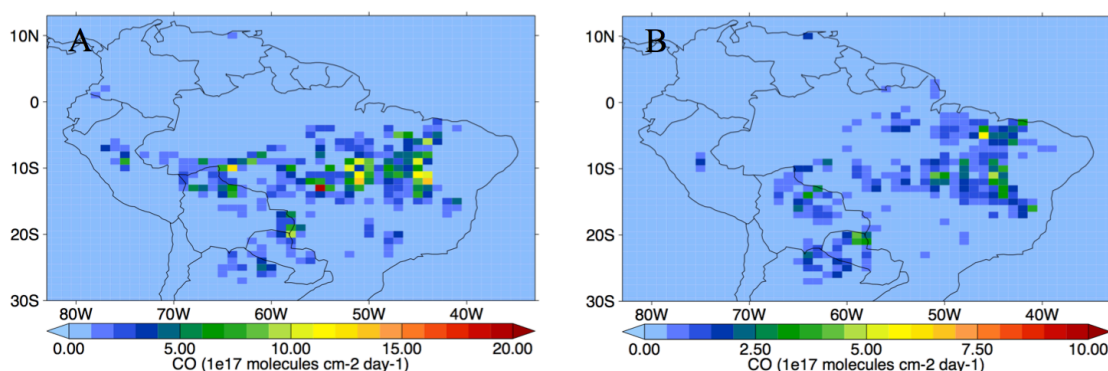 A
10N
0
10S
20S
30S
80W 70W 60W 50W 40W
0.00 5.00 10.00 15.00 20.00
CO (1e17 molecules cm-2 day-1)
B
10N
0
10S
20S
30S
80W 70W 60W 50W 40W
0.00 2.50 5.00 7.50 10.00
CO (1e17 molecules cm-2 day-1)